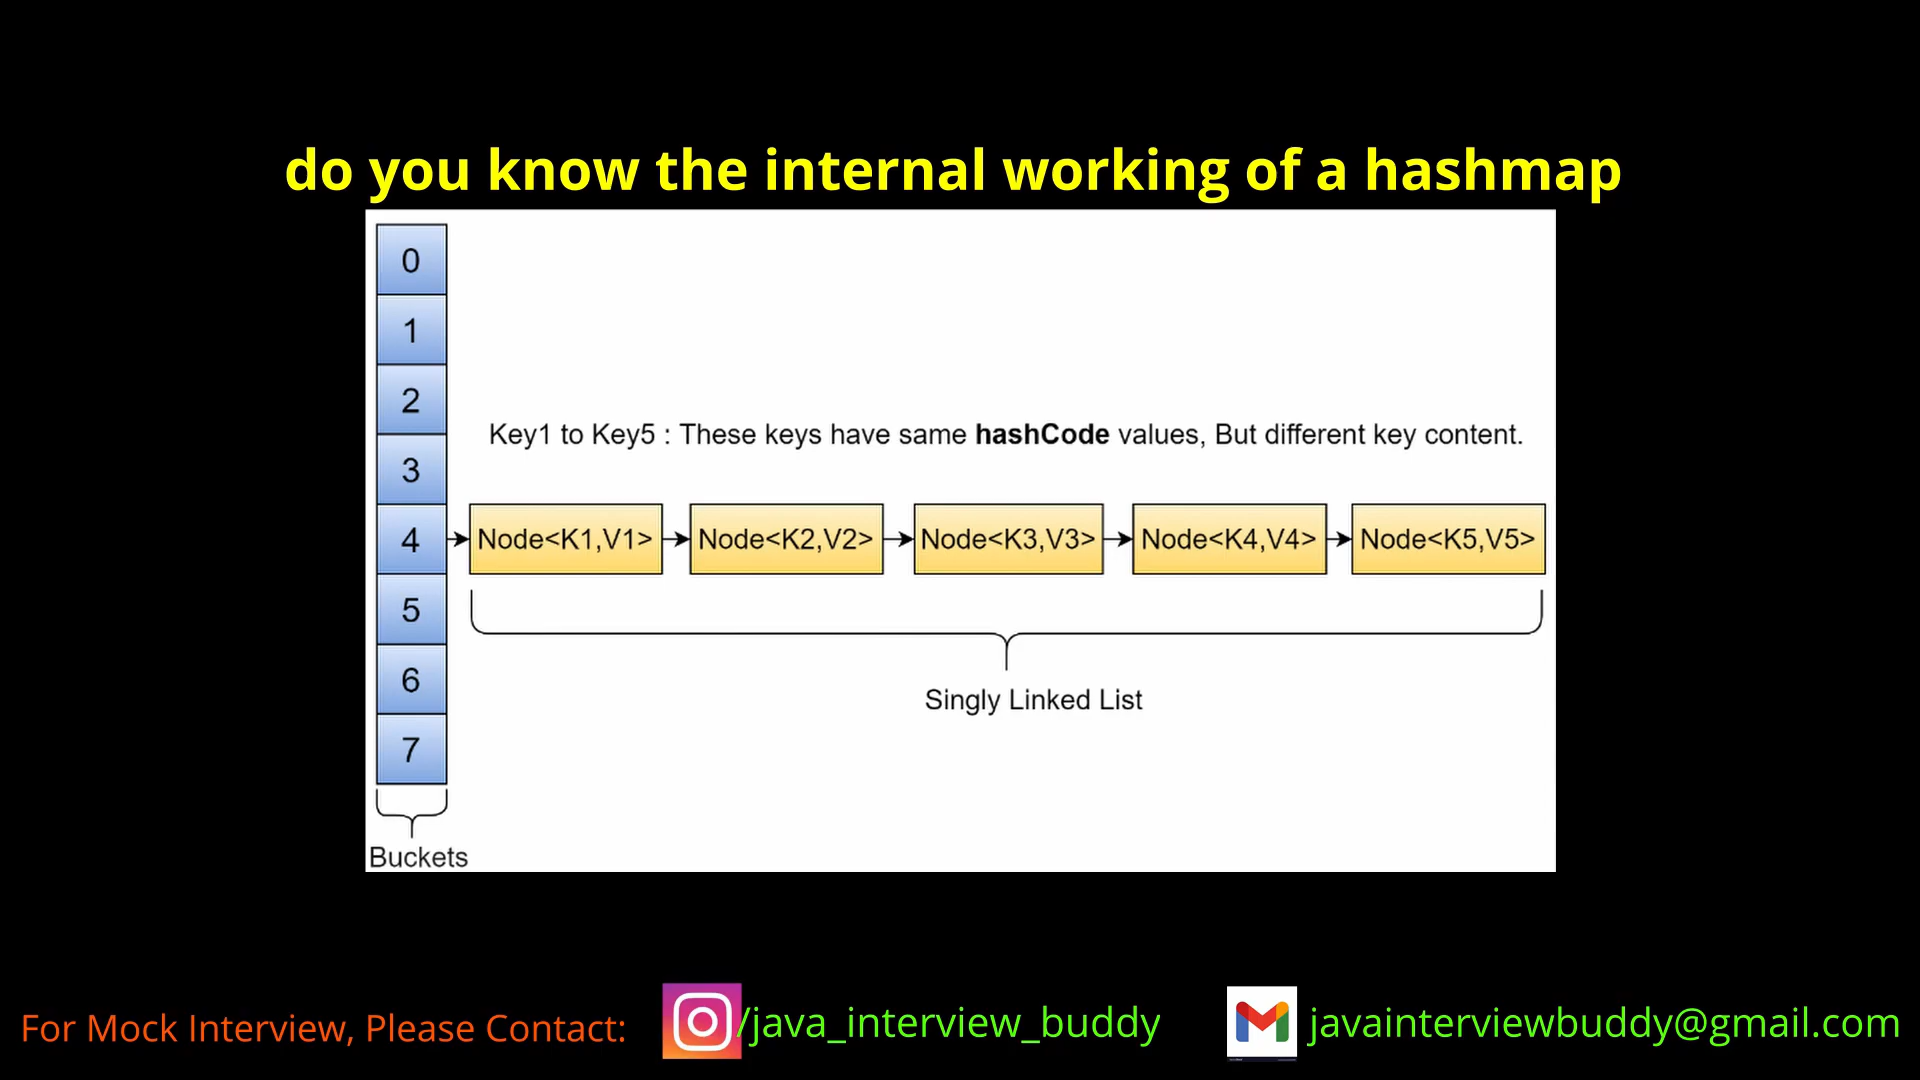 do you know the internal working of a hashmap
0
1
2
3
4
5
6
7
Buckets
Key1 to Key5 : These keys have same hashCode values, But different key content.
Node<K1,V1> Node<K2,V2> Node<K3,V3> Node<K4,V4> Node<K5,V5>
Singly Linked List
For Mock Interview, Please Contact: /java_interview_buddy javainterviewbuddy@gmail.com